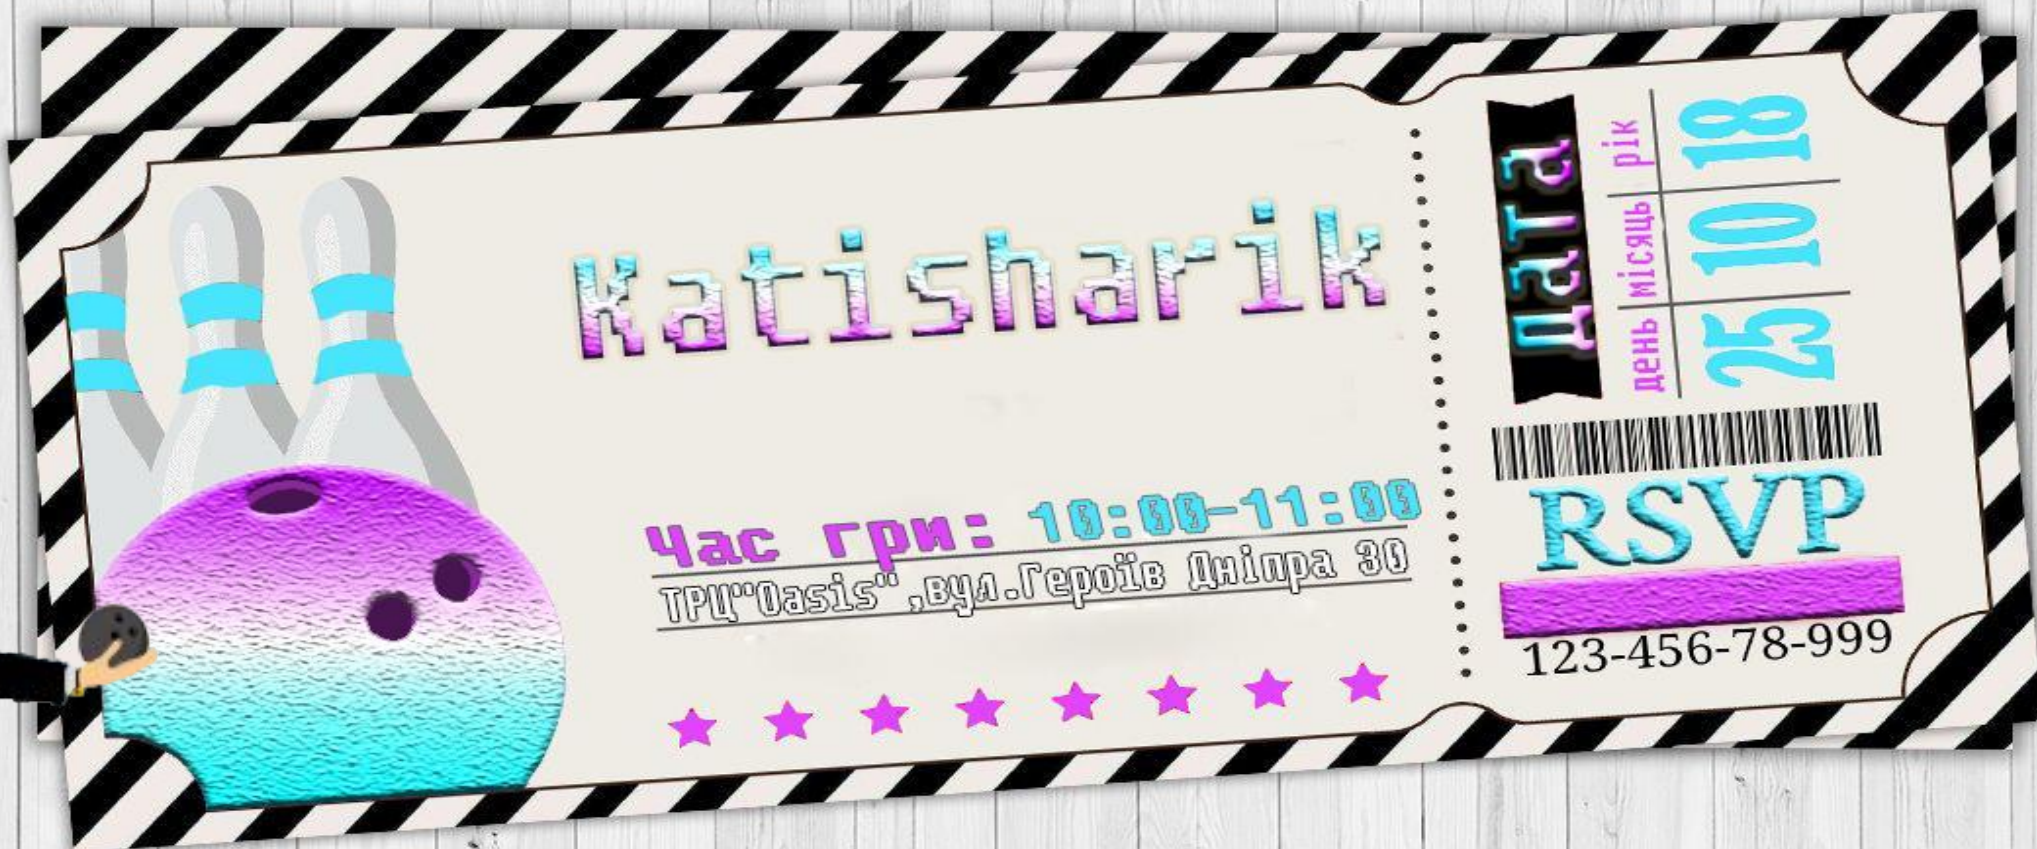 Katisharik
Час гри: 10:00-11:00
ТРЦ"Oasis",вул.Героїв Дніпра 30
Дата
день місяць рік
25 10 18
RSVP
123-456-78-999